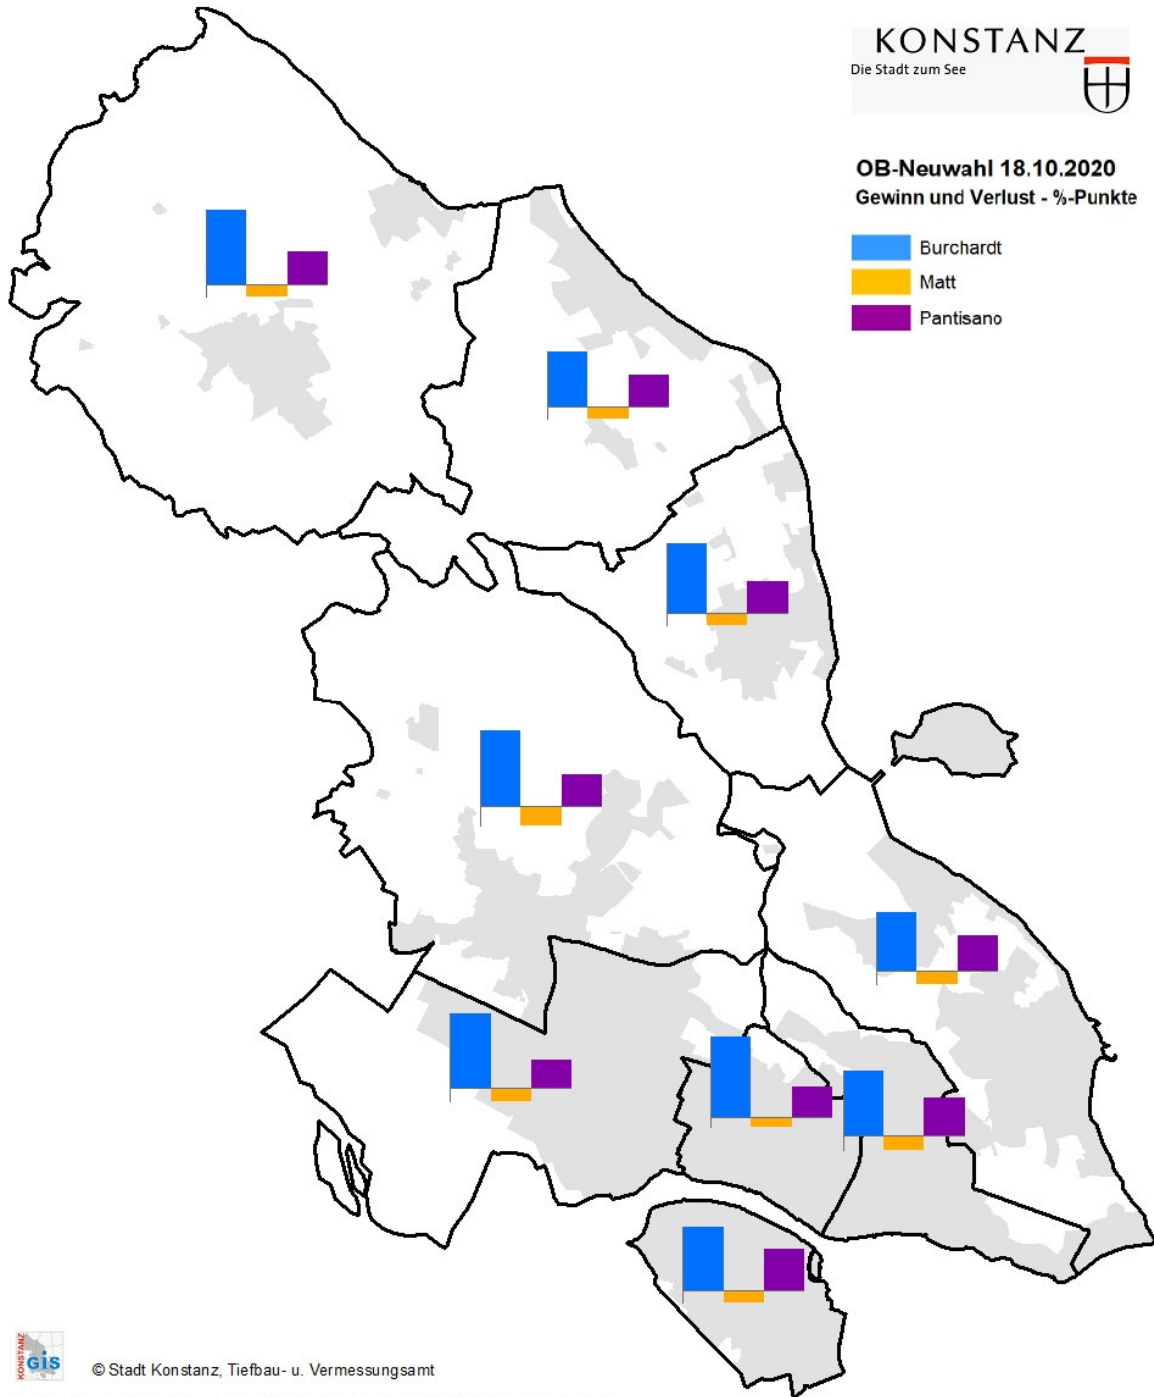 KONSTANZ
Die Stadt zum See
OB-Neuwahl 18.10.2020
Gewinn und Verlust - %-Punkte
Burchardt
Matt
Pantisano
KONSTANZ
GIS
© Stadt Konstanz, Tiefbau- u. Vermessungsamt